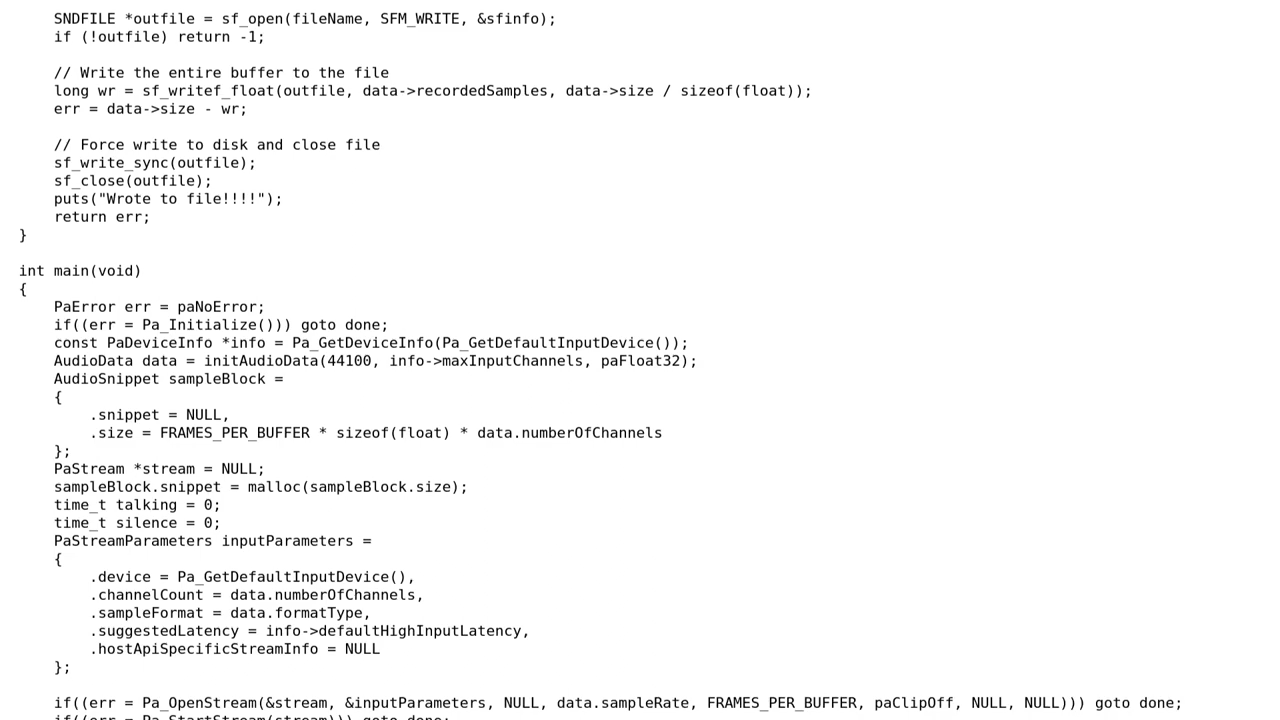 SNDFILE *outfile = sf_open(fileName, SFM_WRITE, &sfinfo);
if (!outfile) return -1;
// Write the entire buffer to the file
long wr = sf_writef_float(outfile, data->recordedSamples, data->size / sizeof(float));
err = data->size - wr;
// Force write to disk and close file
sf_write_sync(outfile);
sf_close(outfile);
puts("Wrote to file!!!!");
return err;
}
int main(void)
{
PaError err = paNoError;
if((err = Pa_Initialize())) goto done;
const PaDeviceInfo *info = Pa_GetDeviceInfo(Pa_GetDefaultInputDevice());
AudioData data = initAudioData(44100, info->maxInputChannels, paFloat32);
AudioSnippet sampleBlock =
{
.snippet = NULL,
.size = FRAMES_PER_BUFFER * sizeof(float) * data.numberOfChannels
};
PaStream *stream = NULL;
sampleBlock.snippet = malloc(sampleBlock.size);
time_t talking = 0;
time_t silence = 0;
PaStreamParameters inputParameters =
{
.device = Pa_GetDefaultInputDevice(),
.channelCount = data.numberOfChannels,
.sampleFormat = data.formatType,
.suggestedLatency = info->defaultHighInputLatency,
.hostApiSpecificStreamInfo = NULL
};
if((err = Pa_OpenStream(&stream, &inputParameters, NULL, data.sampleRate, FRAMES_PER_BUFFER, paClipOff, NULL, NULL))) goto done;
if((err = Pa_StartStream(stream))) goto done;